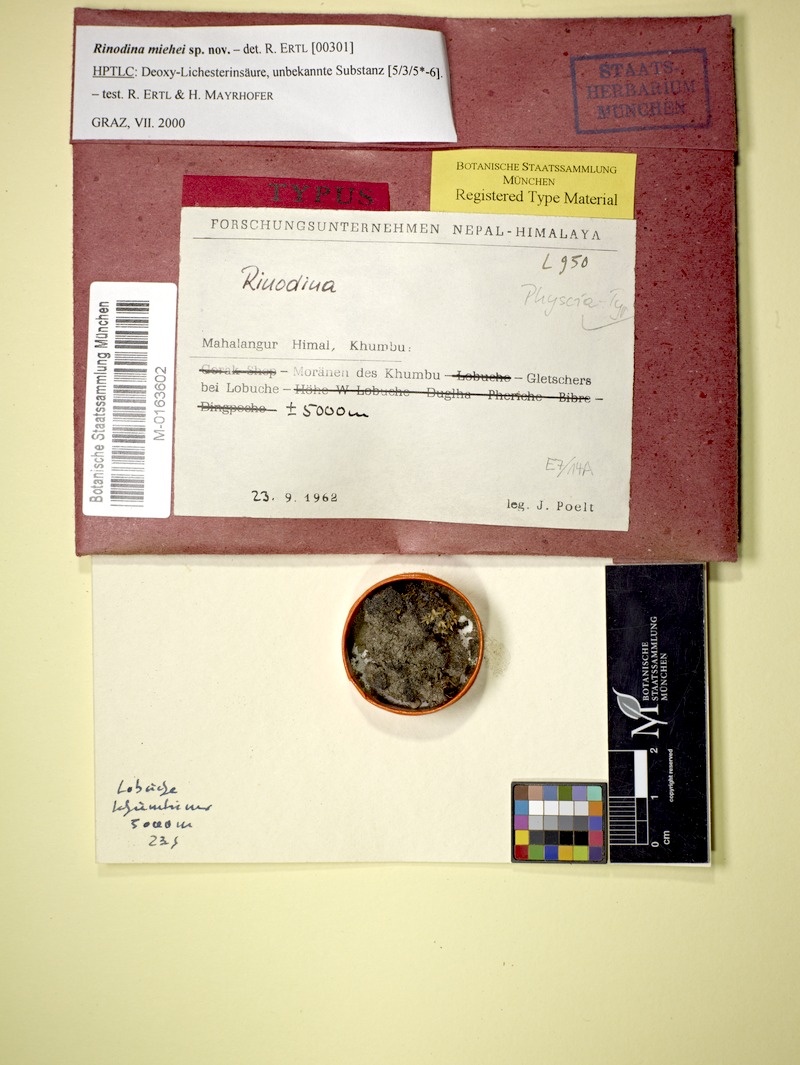 Rinodina miehei sp. nov. – det. R. ERTL [00301]
HPTLC: Deoxy-Lichesterinsäure, unbekannte Substanz [5/3/5*-6].
– test. R. ERTL & H. MAYRHOFER
GRAZ, VII. 2000
STAATS-
HERBARIUM
MÜNCHEN
BOTANISCHE STAATSSAMMLUNG
MÜNCHEN
Registered Type Material
TYPUS
FORSCHUNGSUNTERNEHMEN NEPAL-HIMALAYA
L 950
Rinodina
Physcia-Typ
Mahalangur Himal, Khumbu:
Gorak Shep – Moränen des Khumbu – Lobuche – Gletschers
bei Lobuche – Höhe W Lobuche – Duglha – Pheriche – Bibre –
Dingpoche – ± 5000m
E7/14A
23. 9. 1962
leg. J. Poelt
Botanische Staatssammlung München
M-0163602
BOTANISCHE
STAATSSAMMLUNG
MÜNCHEN
M
copyright reserved
0 1 2
cm
Lobuche
5000m